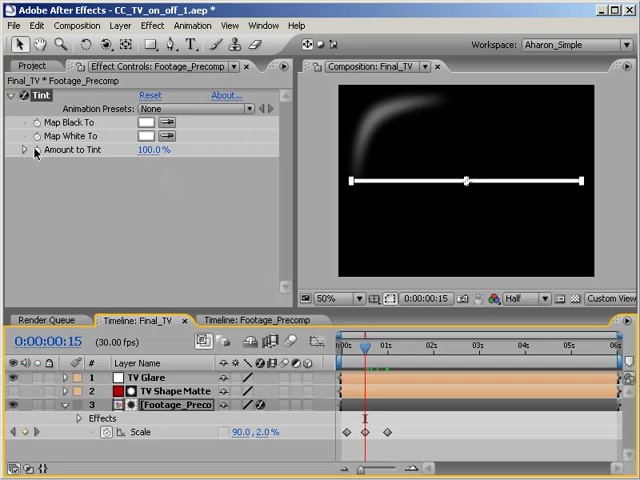 Adobe After Effects - CC_TV_on_off_1.aep *
File Edit Composition Layer Effect Animation View Window Help
Workspace: Aharon_Simple
Project Effect Controls: Footage_Precomp
Final_TV * Footage_Precomp
Tint Reset About...
Animation Presets: None
Map Black To
Map White To
Amount to Tint 100.0 %
Composition: Final_TV
50% 0:00:00:15 Half Custom View
Render Queue Timeline: Final_TV Timeline: Footage_Precomp
0:00:00:15 (30.00 fps)
# Layer Name
:00s 01s 02s 03s 04s 05s 06s
1 TV Glare
2 TV Shape Matte
3 [Footage_Preco
Effects
Scale 90.0, 2.0 %